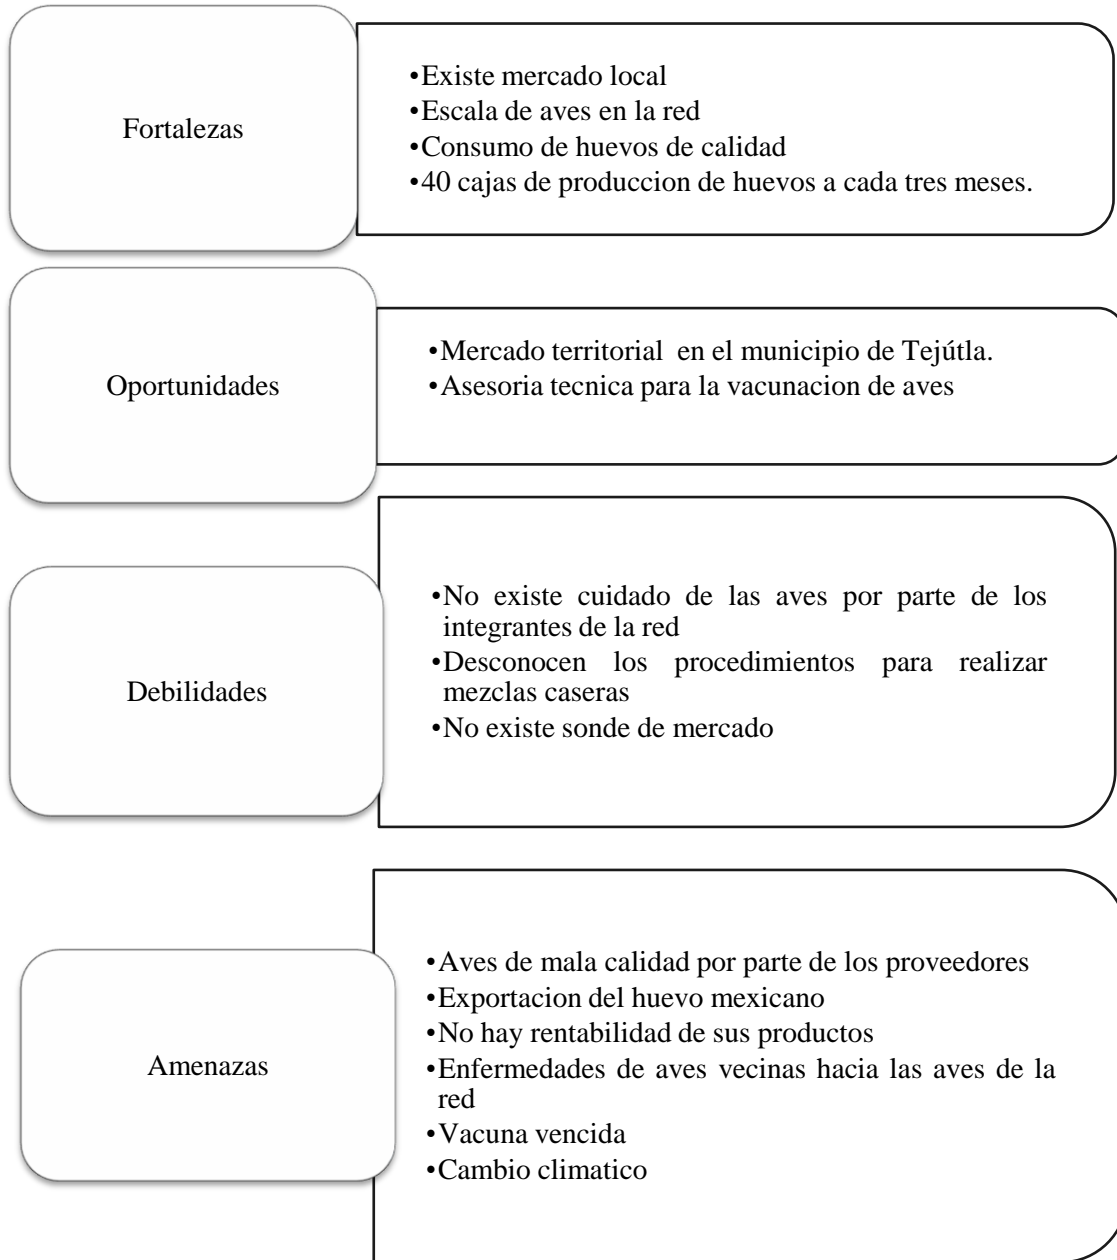 Fortalezas
•Existe mercado local
•Escala de aves en la red
•Consumo de huevos de calidad
•40 cajas de produccion de huevos a cada tres meses.
Oportunidades
•Mercado territorial en el municipio de Tejútla.
•Asesoria tecnica para la vacunacion de aves
Debilidades
•No existe cuidado de las aves por parte de los
integrantes de la red
•Desconocen los procedimientos para realizar
mezclas caseras
•No existe sonde de mercado
Amenazas
•Aves de mala calidad por parte de los proveedores
•Exportacion del huevo mexicano
•No hay rentabilidad de sus productos
•Enfermedades de aves vecinas hacia las aves de la
red
•Vacuna vencida
•Cambio climatico